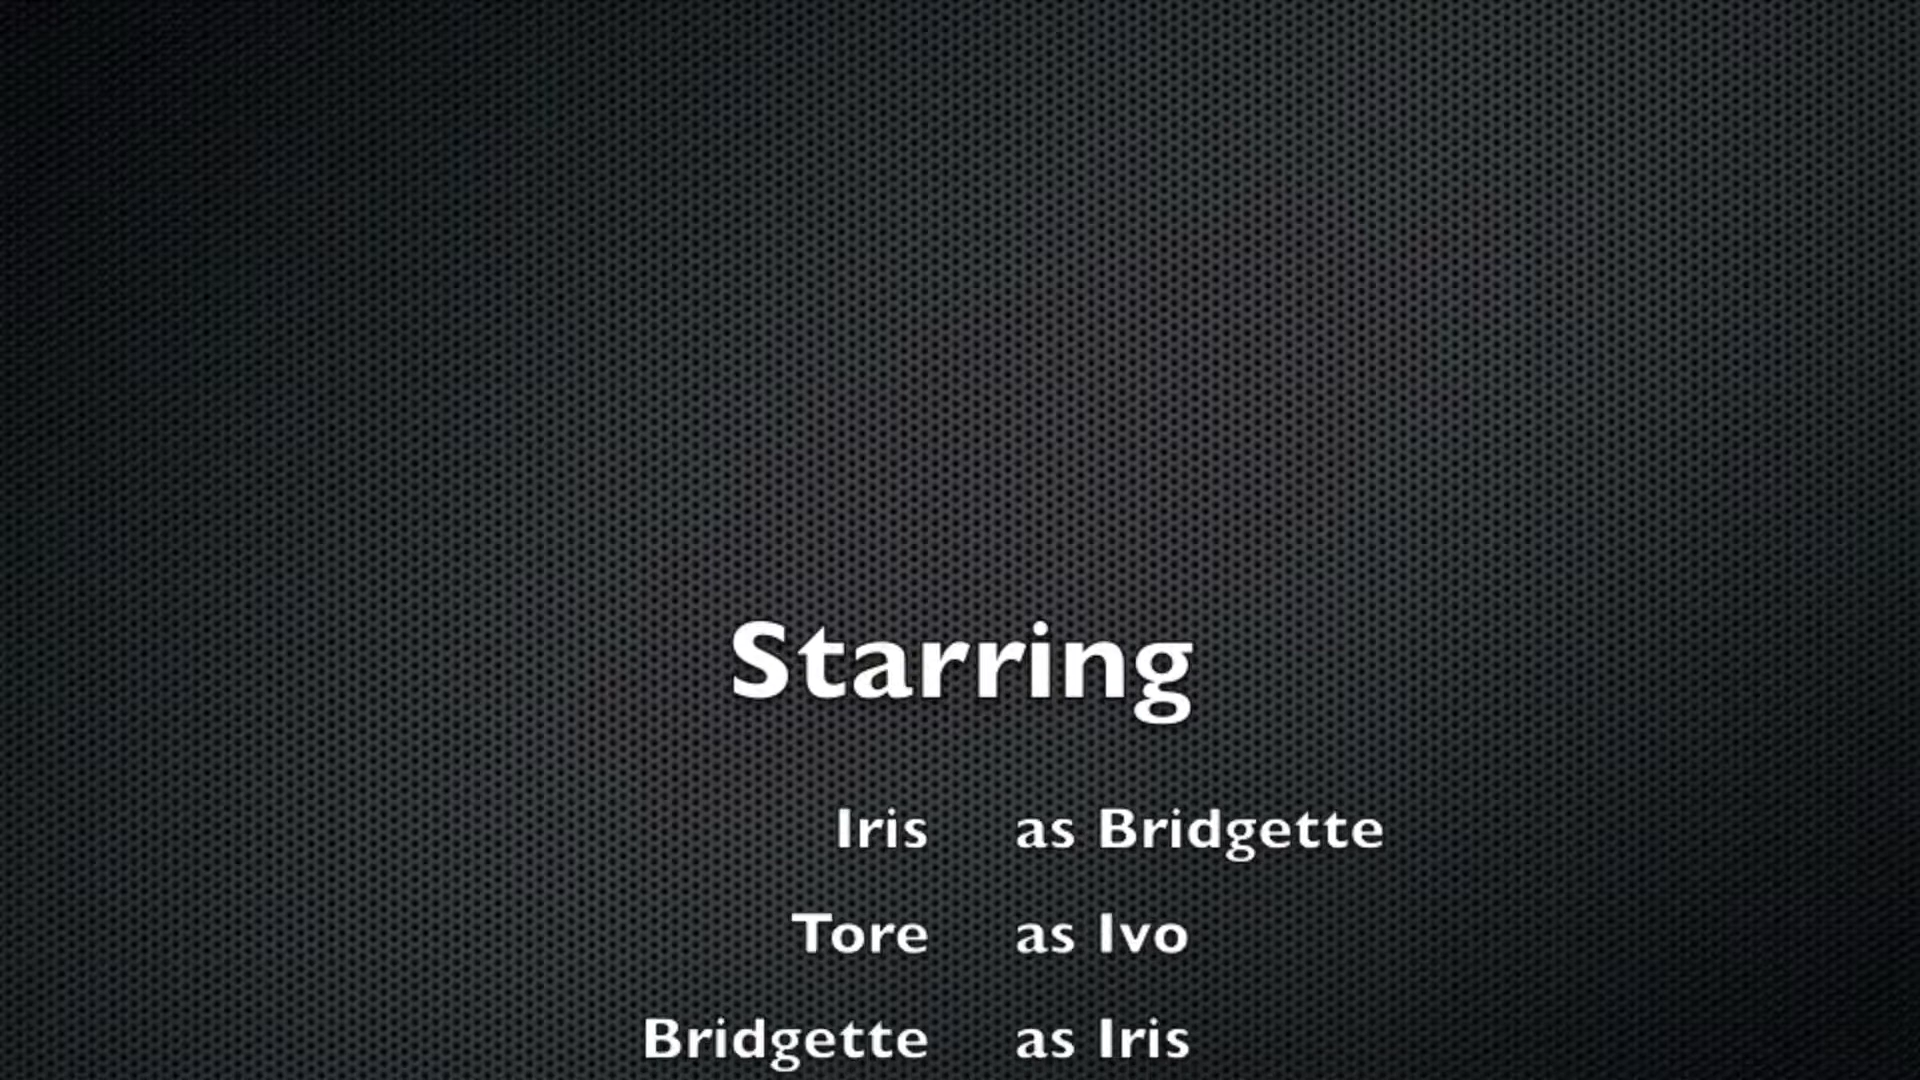 Starring
Iris as Bridgette
Tore as Ivo
Bridgette as Iris